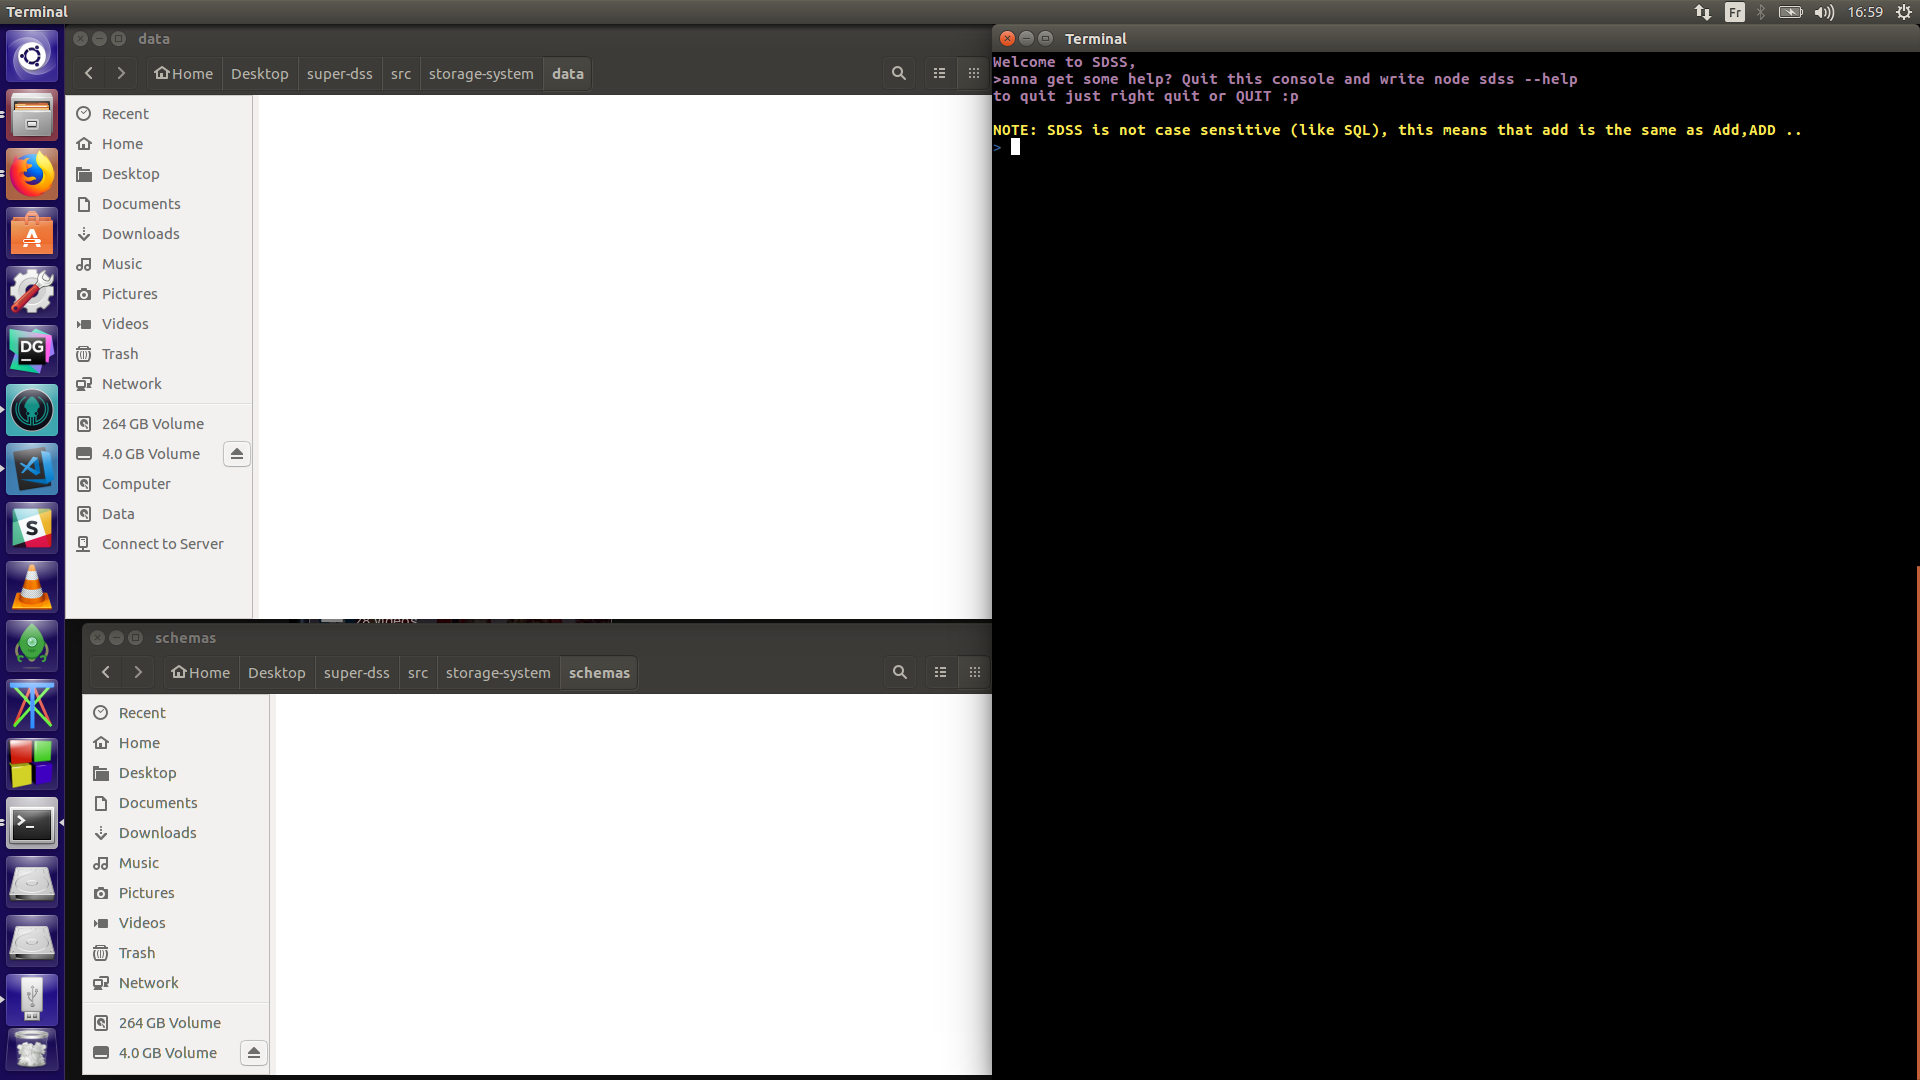 Terminal
Fr
16:59
data
Home Desktop super-dss src storage-system data
Recent
Home
Desktop
Documents
Downloads
Music
Pictures
Videos
Trash
Network
264 GB Volume
4.0 GB Volume
Computer
Data
Connect to Server
DG
S
28 videos
schemas
Home Desktop super-dss src storage-system schemas
Recent
Home
Desktop
Documents
Downloads
Music
Pictures
Videos
Trash
Network
264 GB Volume
4.0 GB Volume
Terminal
Welcome to SDSS,
>anna get some help? Quit this console and write node sdss --help
to quit just right quit or QUIT :p
NOTE: SDSS is not case sensitive (like SQL), this means that add is the same as Add,ADD ..
>